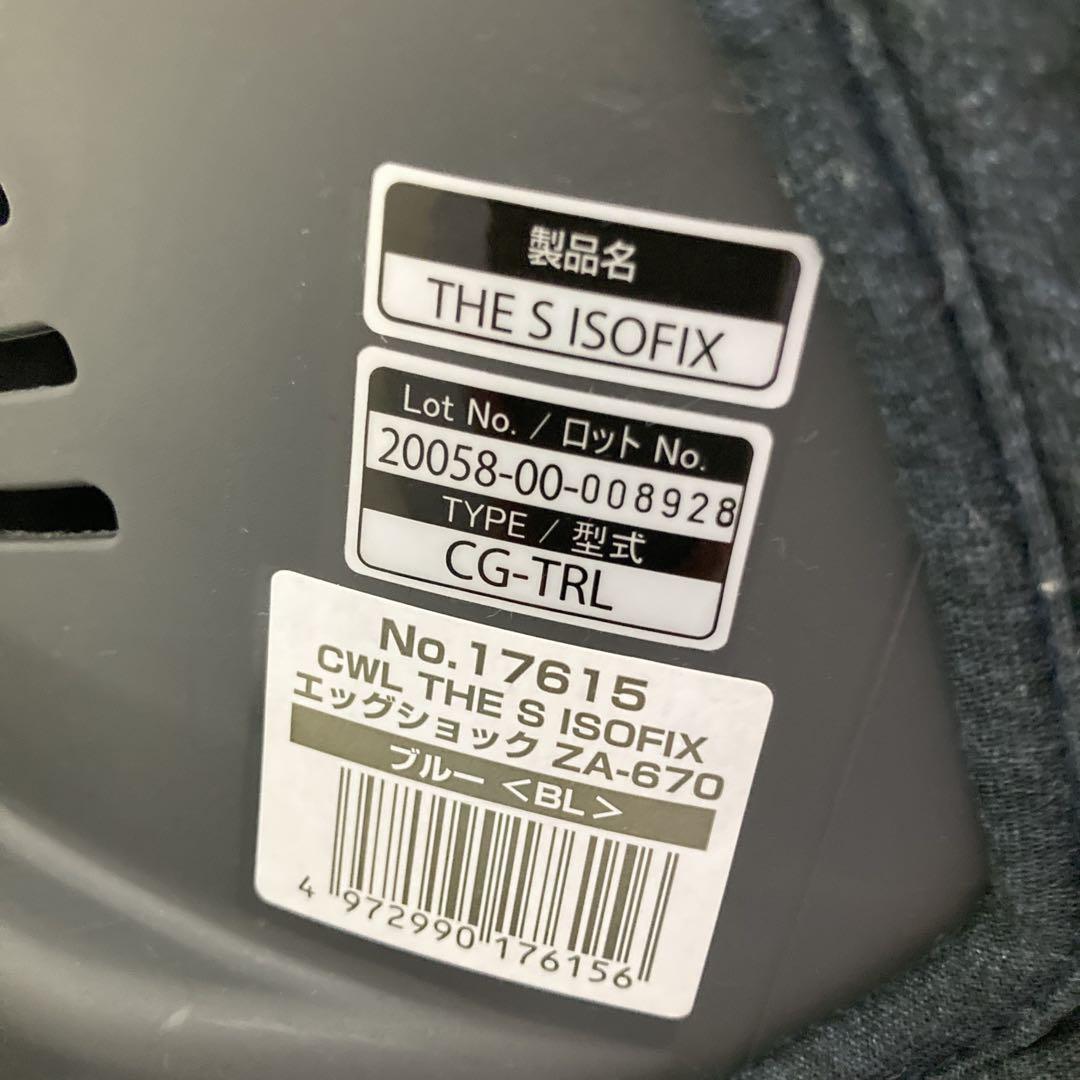 製品名
THE S ISOFIX
Lot No. / ロット No.
20058-00-008928
TYPE / 型式
CG-TRL
No.17615
CWL THE S ISOFIX
エッグショック ZA-670
ブルー <BL>
4 972990 176156